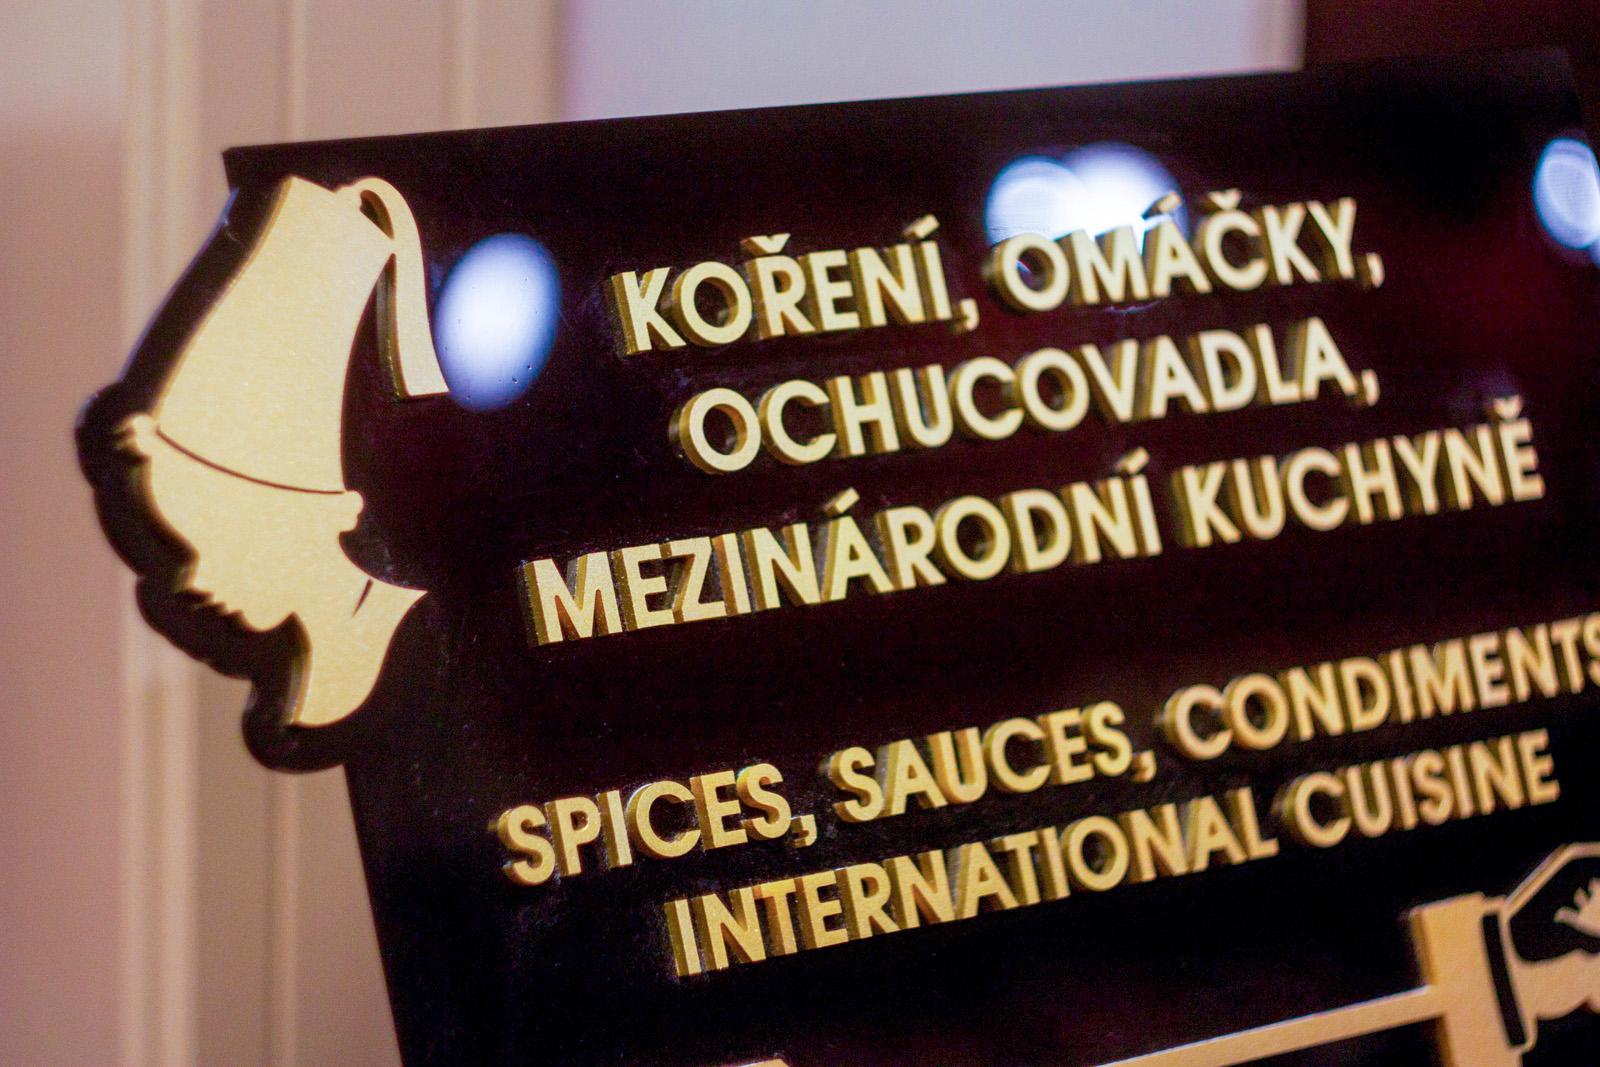 KOŘENÍ, OMÁČKY,
OCHUCOVADLA,
MEZINÁRODNÍ KUCHYNĚ
SPICES, SAUCES, CONDIMENTS
INTERNATIONAL CUISINE